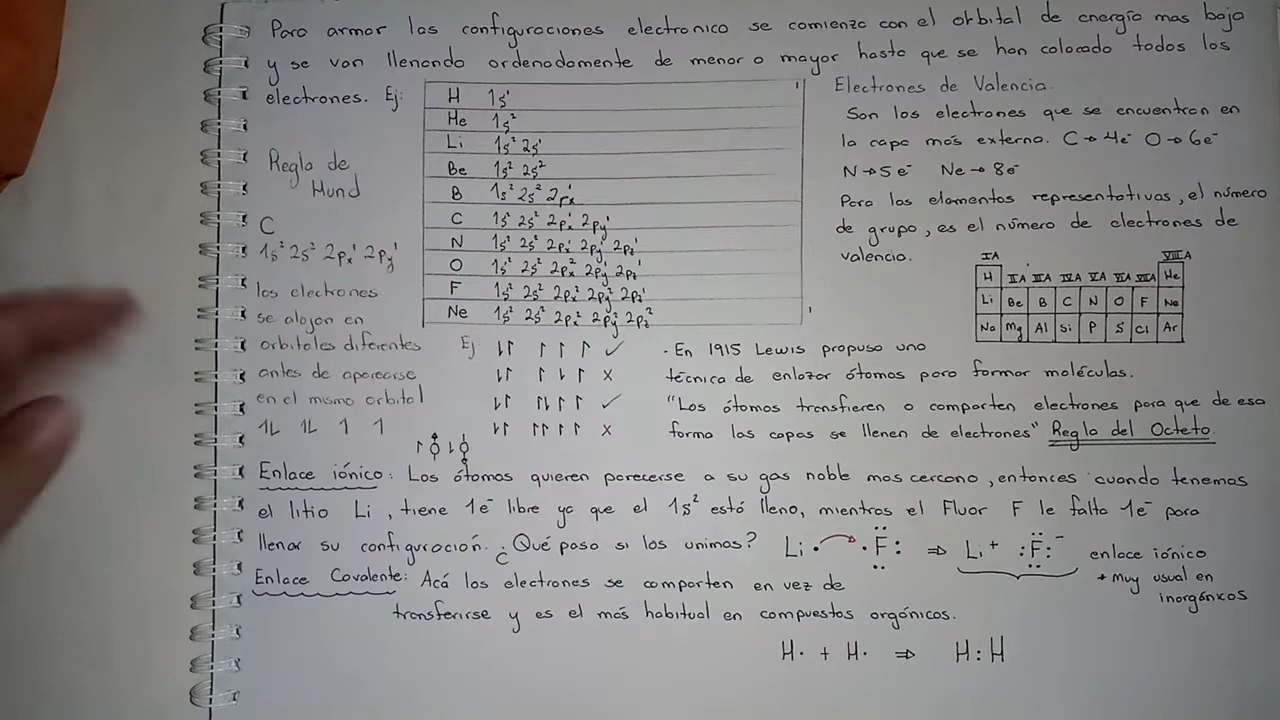 Para armar las configuraciones electronica se comienza con el orbital de energía mas bajo
y se van llenando ordenadamente de menor a mayor hasta que se han colocado todos los
electrones. Ej:
H 1s¹
He 1s²
Li 1s² 2s¹
Be 1s² 2s²
B 1s² 2s² 2px¹
C 1s² 2s² 2px¹ 2py¹
N 1s² 2s² 2px¹ 2py¹ 2pz¹
O 1s² 2s² 2px² 2py¹ 2pz¹
F 1s² 2s² 2px² 2py² 2pz¹
Ne 1s² 2s² 2px² 2py² 2pz²
Regla de
Hund
C
1s² 2s² 2px¹ 2py¹
los electrones
se alojan en
orbitales diferentes
antes de aparearse
en el mismo orbital
1L 1L 1 1
Ej
⇃↾ ↾ ↾ ↾ ✓
⇃↾ ↾ ⇃ ↾ x
⇃↾ ⇃↾ ↾ ↾ ✓
⇃↾ ↾↾ ↾ ↾ x
Electrones de Valencia.
Son los electrones que se encuentran en
la capa más externa. C→4e⁻ O→6e⁻
N→5e⁻ Ne→8e⁻
Para los elementos representativos, el número
de grupo, es el número de electrones de
valencia.
IA VIIIA
H IIA IIIA IVA VA VIA VIIA He
Li Be B C N O F Ne
Na Mg Al Si P S Cl Ar
. En 1915 Lewis propuso una
técnica de enlazar átomos para formar moléculas.
"Los átomos transfieren o comparten electrones para que de esa
forma las capas se llenen de electrones" Regla del Octeto.
Enlace iónico: Los átomos quieren parecerse a su gas noble mas cercano, entonces cuando tenemos
el litio Li, tiene 1e⁻ libre ya que el 1s² está lleno, mientras el Fluor F le falta 1e⁻ para
llenar su configuración. ¿Qué pasa si los unimos? Li· ·F: ⇒ Li⁺ :F:⁻ enlace iónico
+ muy usual en
inorgánicos
Enlace Covalente: Acá los electrones se comparten en vez de
transferirse y es el más habitual en compuestos orgánicos.
H· + H· ⇒ H:H